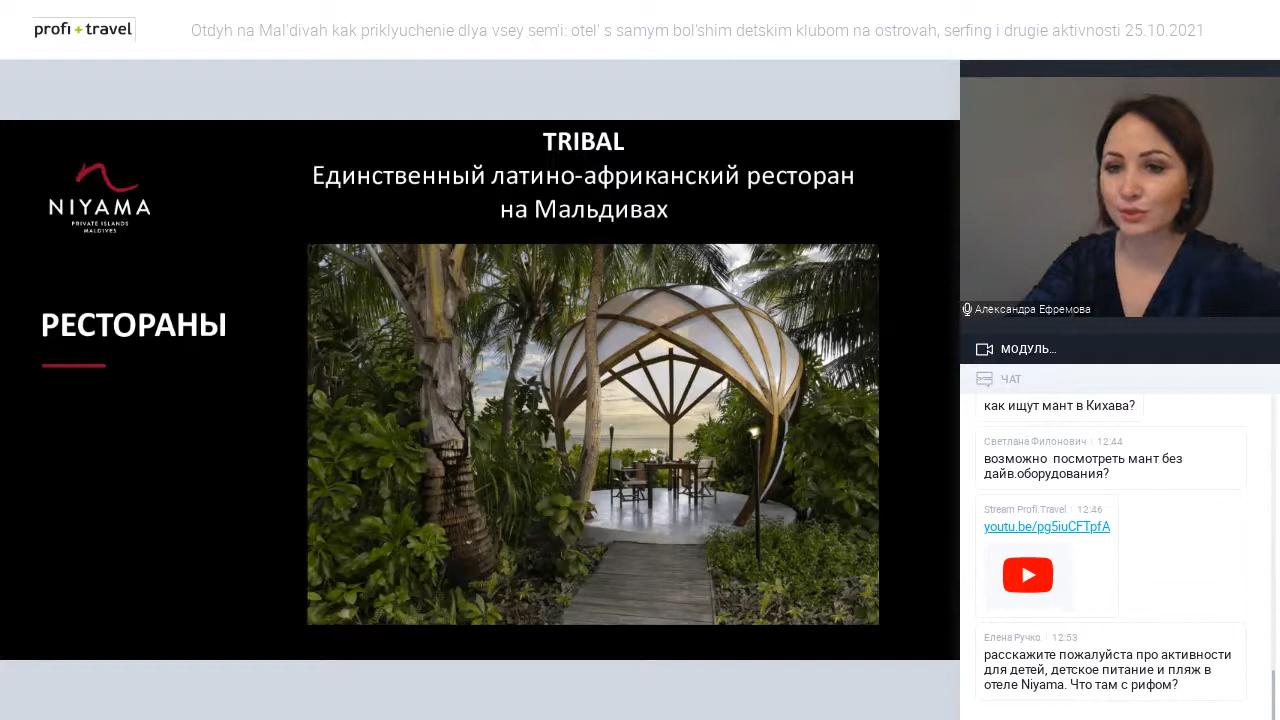 profi + travel
Otdyh na Mal'divah kak priklyuchenie dlya vsey sem'i: otel' s samym bol'shim detskim klubom na ostrovah, serfing i drugie aktivnosti 25.10.2021
TRIBAL
Единственный латино-африканский ресторан
на Мальдивах
NIYAMA
PRIVATE ISLANDS
MALDIVES
РЕСТОРАНЫ
Александра Ефремова
МОДУЛЬ...
ЧАТ
как ищут мант в Кихава?
Светлана Филонович 12:44
возможно посмотреть мант без
дайв.оборудования?
Stream Profi.Travel 12:46
youtu.be/pg5iuCFTpfA
Елена Ручко 12:53
расскажите пожалуйста про активности
для детей, детское питание и пляж в
отеле Niyama. Что там с рифом?